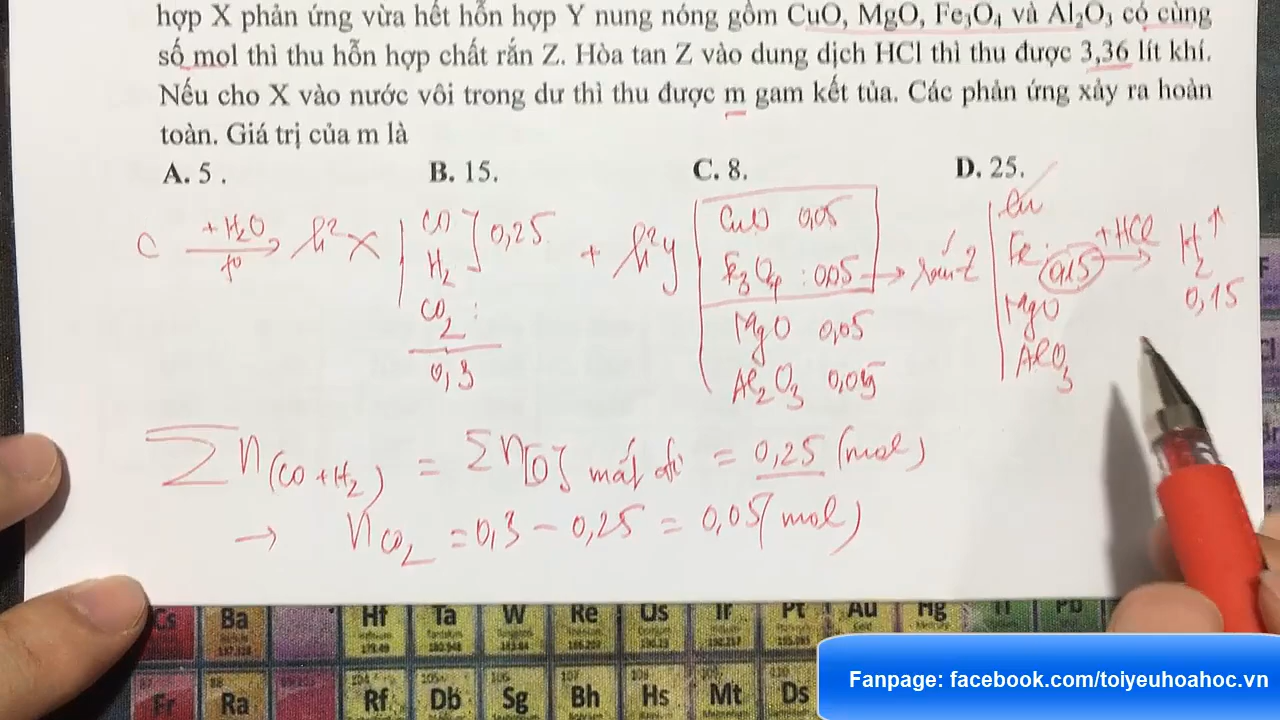 hợp X phản ứng vừa hết hỗn hợp Y nung nóng gồm CuO, MgO, Fe₃O₄ và Al₂O₃ có cùng
số mol thì thu hỗn hợp chất rắn Z. Hòa tan Z vào dung dịch HCl thì thu được 3,36 lít khí.
Nếu cho X vào nước vôi trong dư thì thu được m gam kết tủa. Các phản ứng xảy ra hoàn
toàn. Giá trị của m là
A. 5 . B. 15. C. 8. D. 25.
C +H₂O t° h² X CO H₂ 0,25 CO₂ : 0,3
+ h² Y CuO 0,05
Fe₃O₄ : 0,05
MgO 0,05
Al₂O₃ 0,05
→ rắn Z Cu
Fe : 0,15
MgO
Al₂O₃
+HCl H₂↑
0,15
Σn(CO+H₂) = Σn[O] mất đi = 0,25 (mol)
→ nCO₂ = 0,3 – 0,25 = 0,05 (mol)
Cs Ba Hf Ta W Re Os Ir Pt Au Hg Tl Pb
Fr Ra Rf Db Sg Bh Hs Mt Ds
Fanpage: facebook.com/toiyeuhoahoc.vn